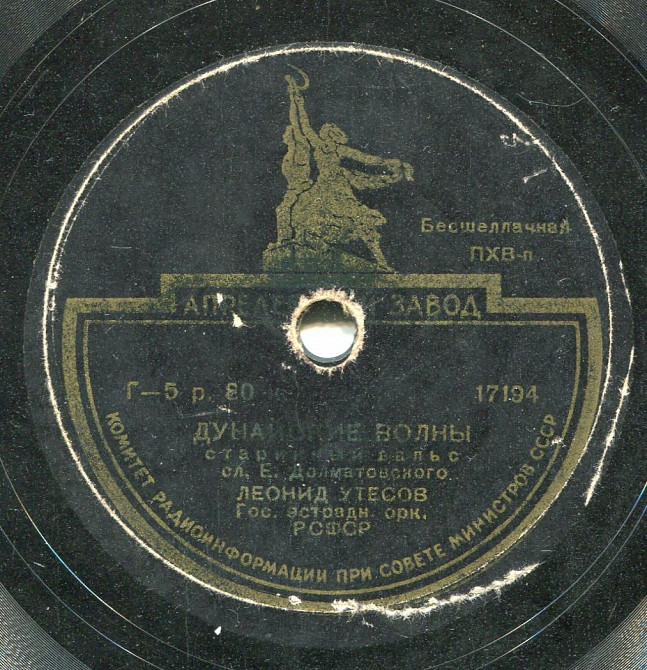 Бесшеллачная
ПХВ-п
АПРЕЛЕВСКИЙ ЗАВОД
Г—5 р. 80
17194
ДУНАЙСКИЕ ВОЛНЫ
старинный вальс
сл. Е. Долматовского
ЛЕОНИД УТЕСОВ
Гос. эстрадн. орк.
РСФСР
КОМИТЕТ РАДИОИНФОРМАЦИИ ПРИ СОВЕТЕ МИНИСТРОВ СССР